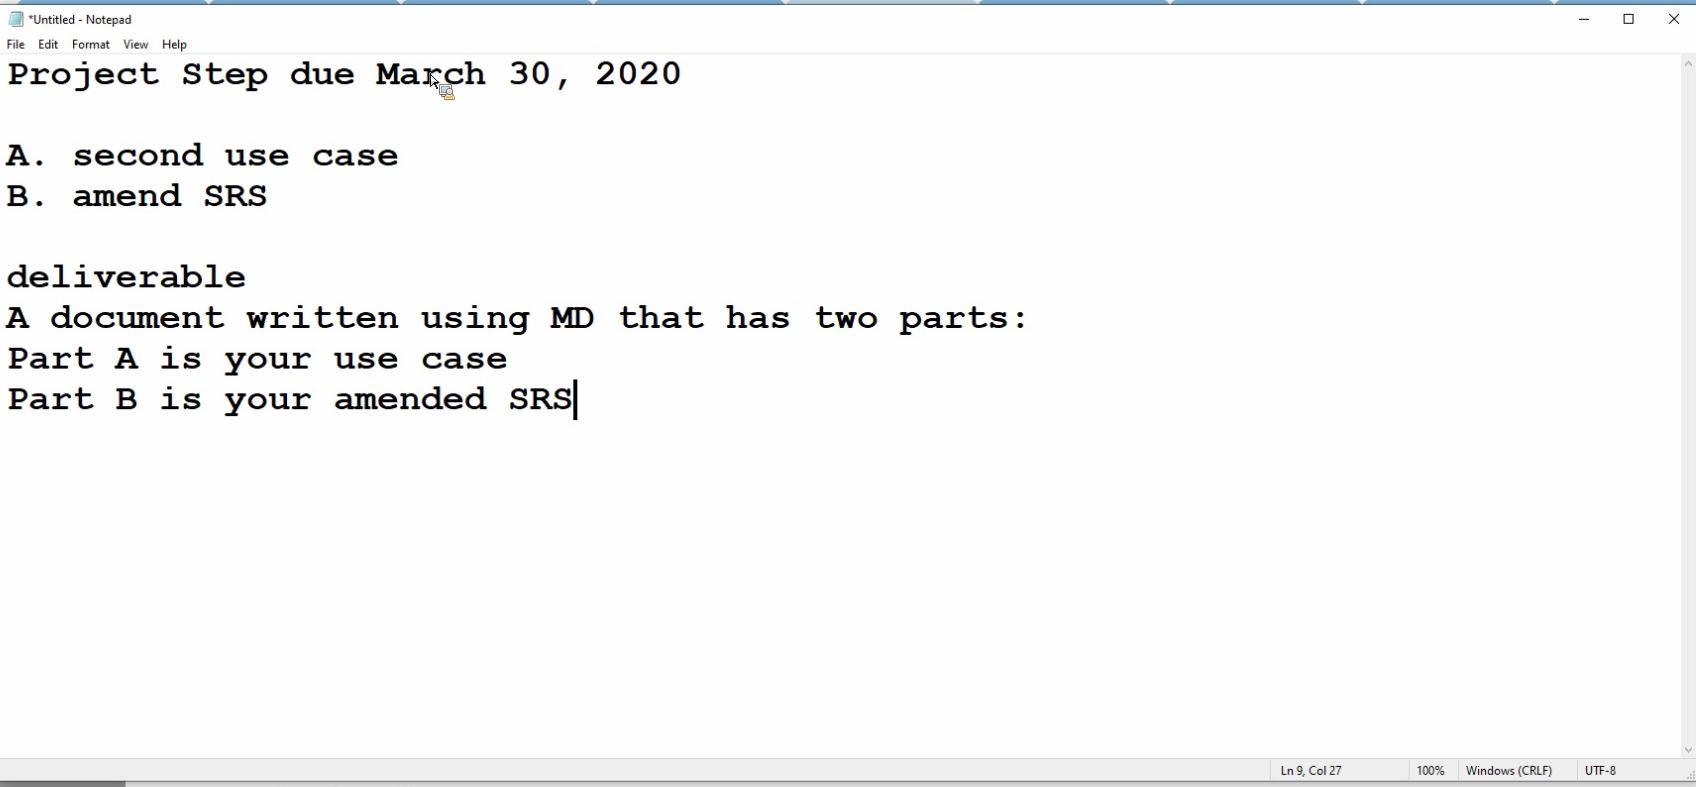 *Untitled - Notepad
File Edit Format View Help
Project Step due March 30, 2020
A. second use case
B. amend SRS
deliverable
A document written using MD that has two parts:
Part A is your use case
Part B is your amended SRS
Ln 9, Col 27 100% Windows (CRLF) UTF-8